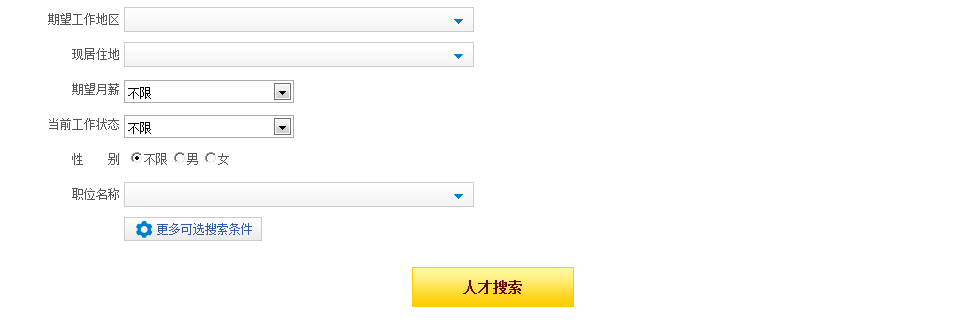 期望工作地区
现居住地
期望月薪 不限
当前工作状态 不限
性 别 不限 男 女
职位名称
更多可选搜索条件
人才搜索